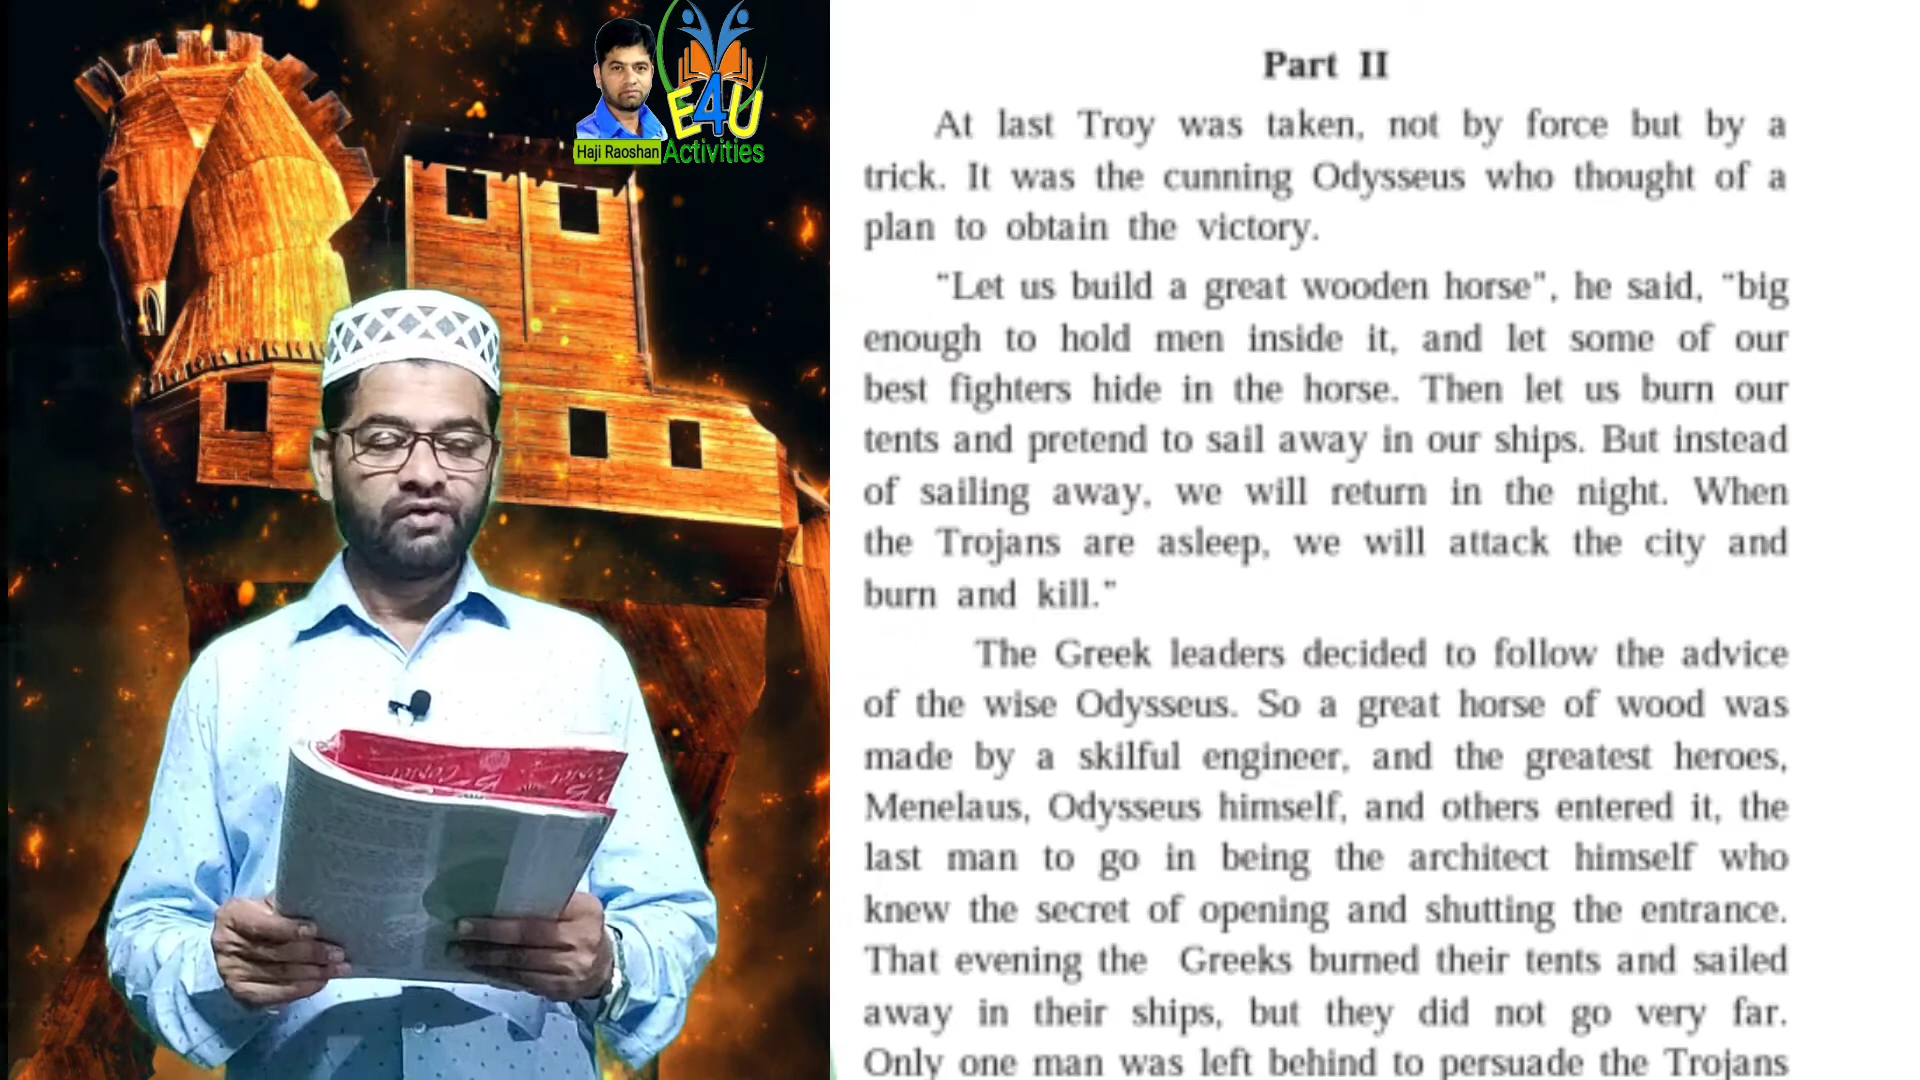 E4U
Haji Raoshan
Activities
Part II
At last Troy was taken, not by force but by a
trick. It was the cunning Odysseus who thought of a
plan to obtain the victory.
"Let us build a great wooden horse", he said, "big
enough to hold men inside it, and let some of our
best fighters hide in the horse. Then let us burn our
tents and pretend to sail away in our ships. But instead
of sailing away, we will return in the night. When
the Trojans are asleep, we will attack the city and
burn and kill."
The Greek leaders decided to follow the advice
of the wise Odysseus. So a great horse of wood was
made by a skilful engineer, and the greatest heroes,
Menelaus, Odysseus himself, and others entered it, the
last man to go in being the architect himself who
knew the secret of opening and shutting the entrance.
That evening the Greeks burned their tents and sailed
away in their ships, but they did not go very far.
Only one man was left behind to persuade the Trojans